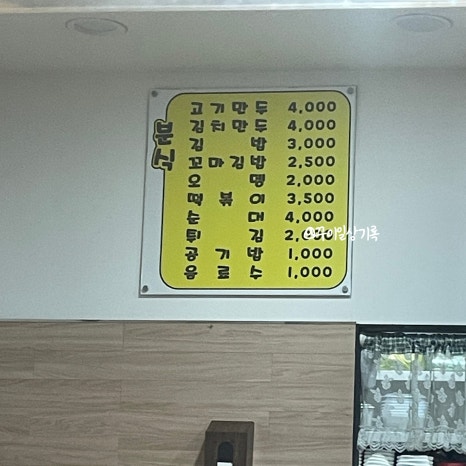 분식
고기만두 4,000
김치만두 4,000
김밥 3,000
꼬마김밥 2,500
오뎅 2,000
떡볶이 3,500
순대 4,000
튀김
공기밥 1,000
음료수 1,000